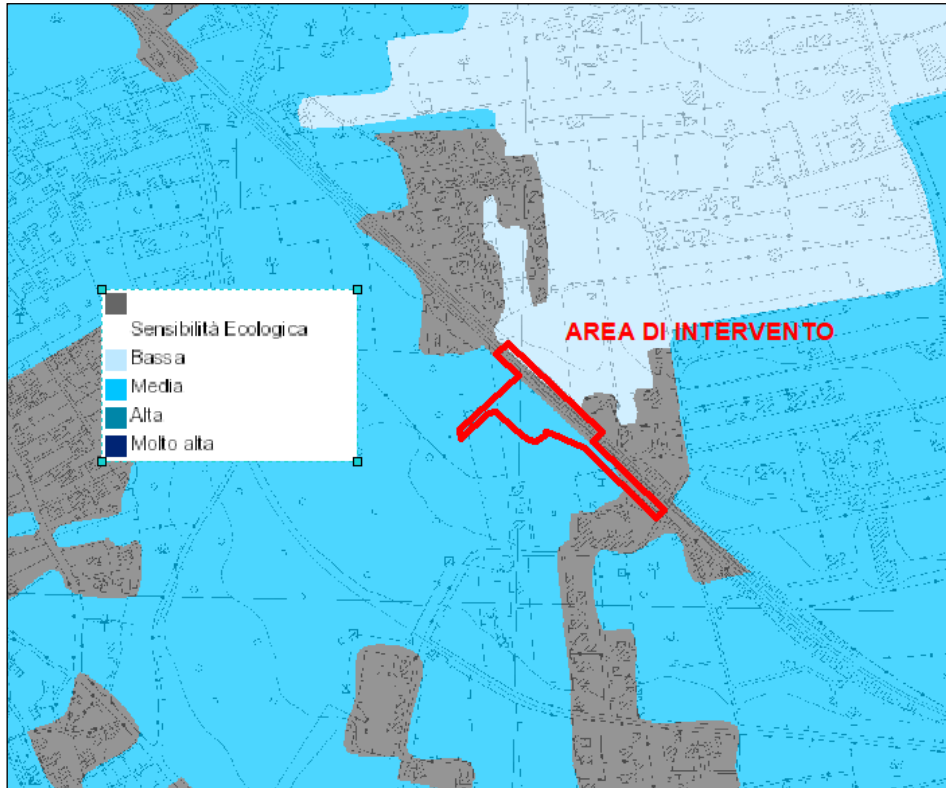 AREA DI INTERVENTO
Sensibilità Ecologica
Bassa
Media
Alta
Molto alta